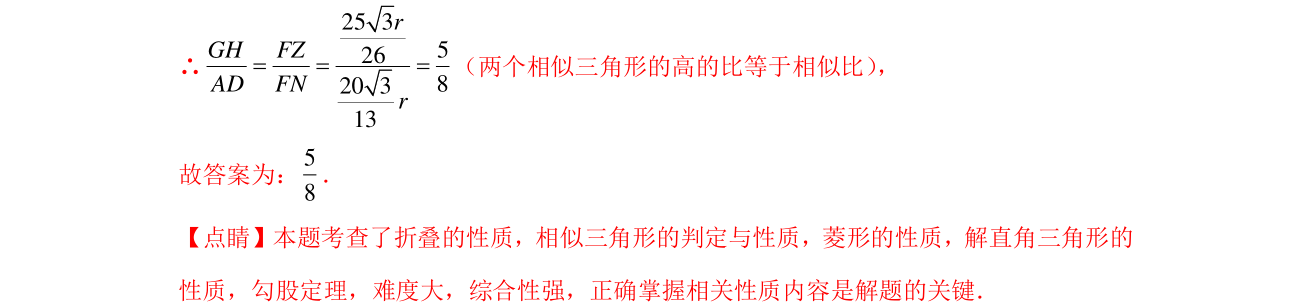 ∴ GH/AD = FZ/FN = (25√3r/26)/(20√3/13 r) = 5/8 (两个相似三角形的高的比等于相似比),
故答案为: 5/8.
【点睛】本题考查了折叠的性质,相似三角形的判定与性质,菱形的性质,解直角三角形的
性质,勾股定理,难度大,综合性强,正确掌握相关性质内容是解题的关键.